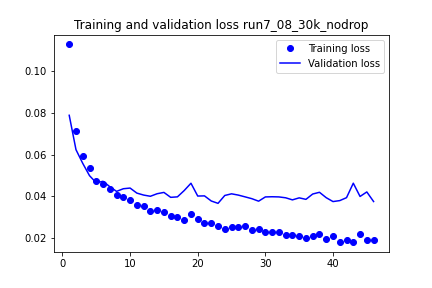 Training and validation loss run7_08_30k_nodrop
Training loss
Validation loss
0.10
0.08
0.06
0.04
0.02
0 10 20 30 40